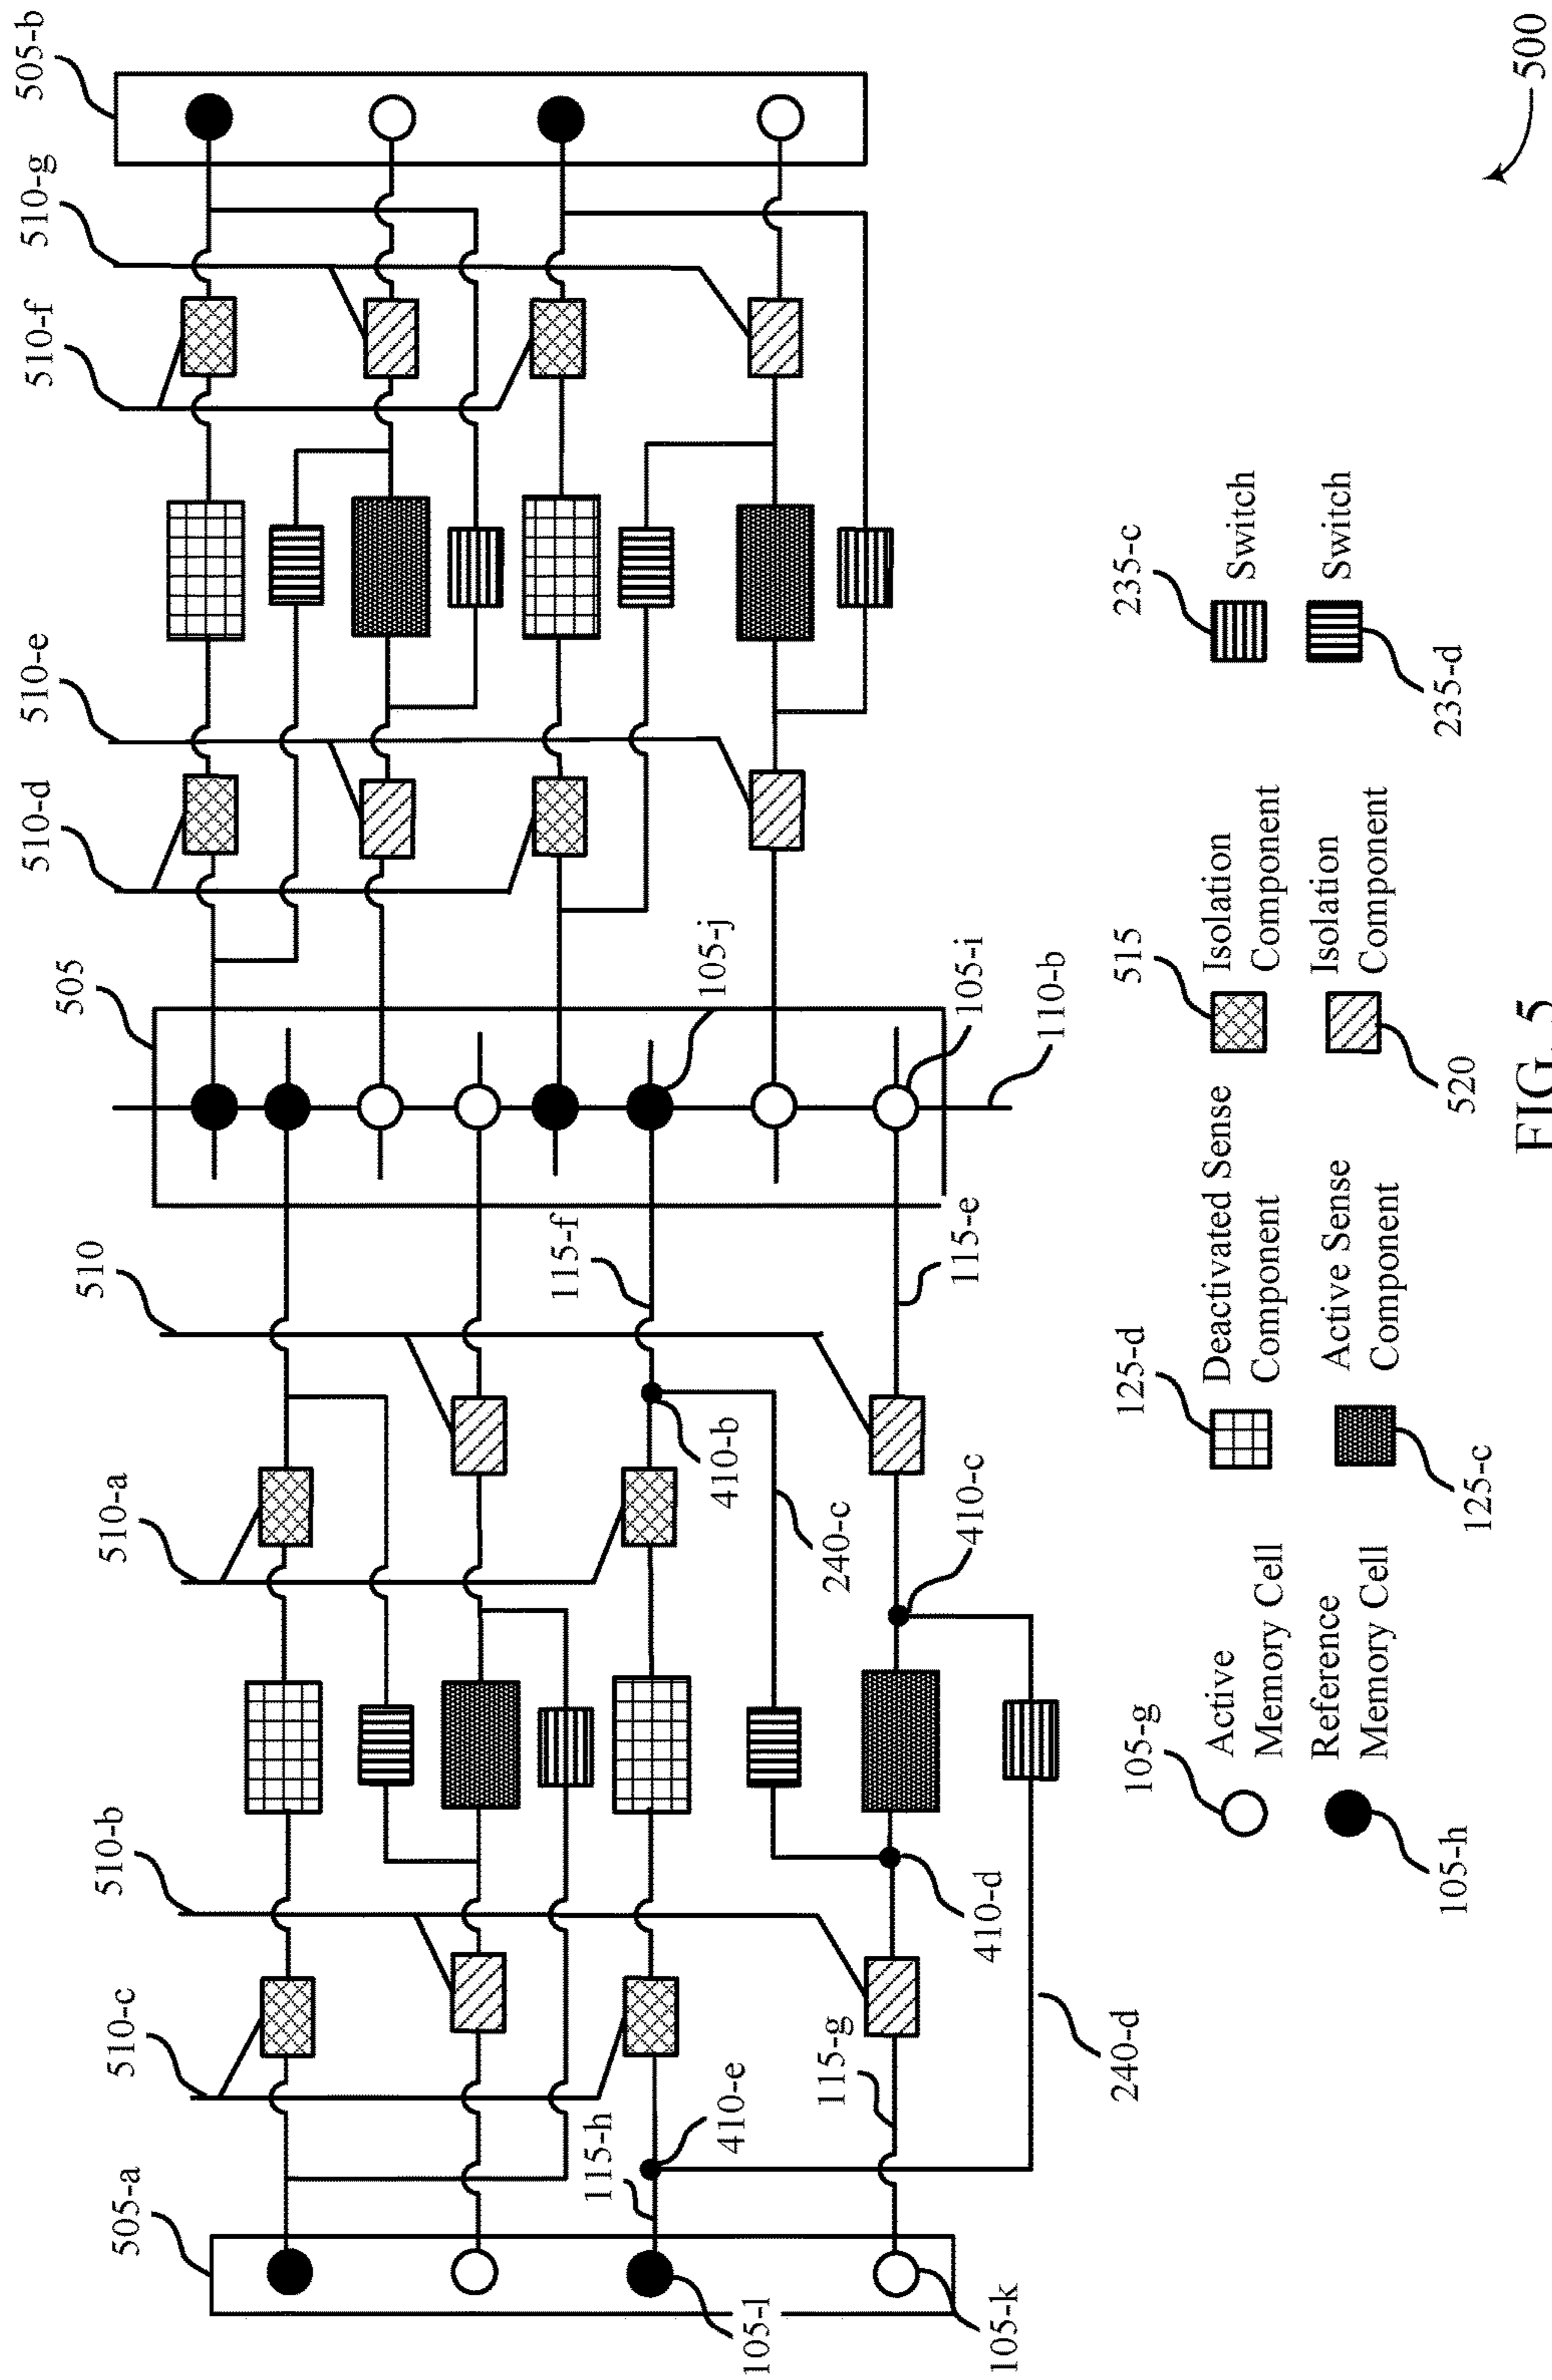 505-a
510-c
510-b
510-a
510
505
510-d
510-e
510-f
510-g
505-b
115-h
410-e
115-g
410-d
240-c
410-b
115-f
410-c
115-e
105-j
105-i
110-b
105-l
105-k
240-d
105-g
Active
Memory Cell
Reference
Memory Cell
105-h
125-d
Deactivated Sense
Component
Active Sense
Component
125-c
515
Isolation
Component
Isolation
Component
520
235-c
Switch
Switch
235-d
500
FIG. 5